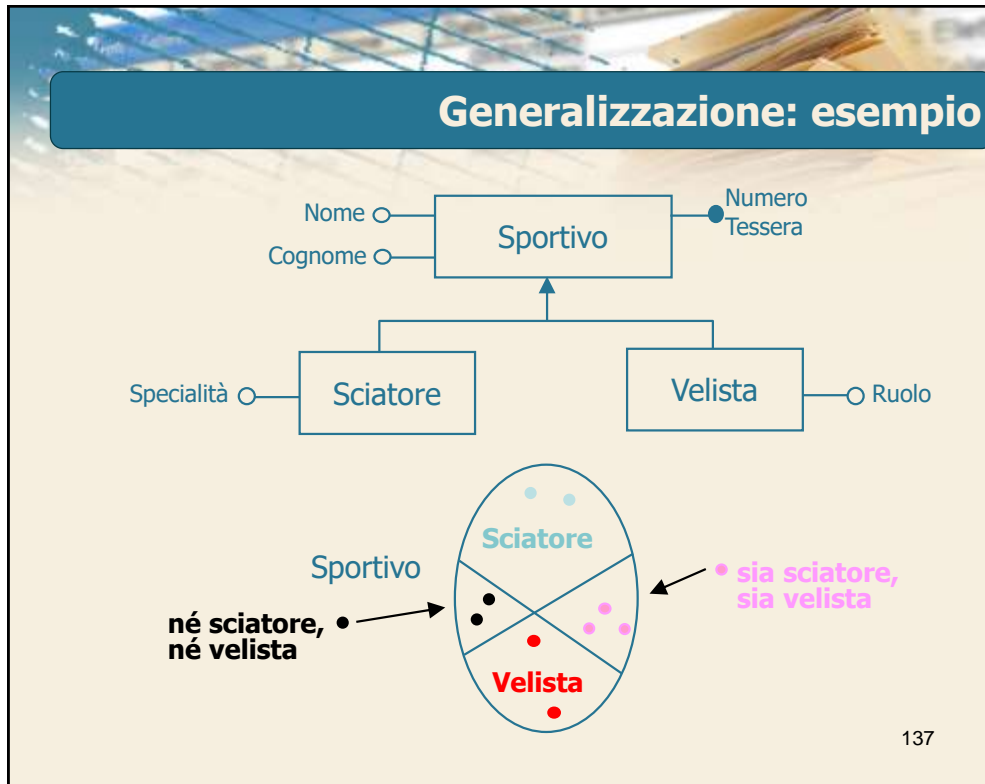 Generalizzazione: esempio
Nome
Cognome
Sportivo
Numero
Tessera
Specialità
Sciatore
Velista
Ruolo
Sciatore
Sportivo
né sciatore,
né velista
sia sciatore,
sia velista
Velista
137